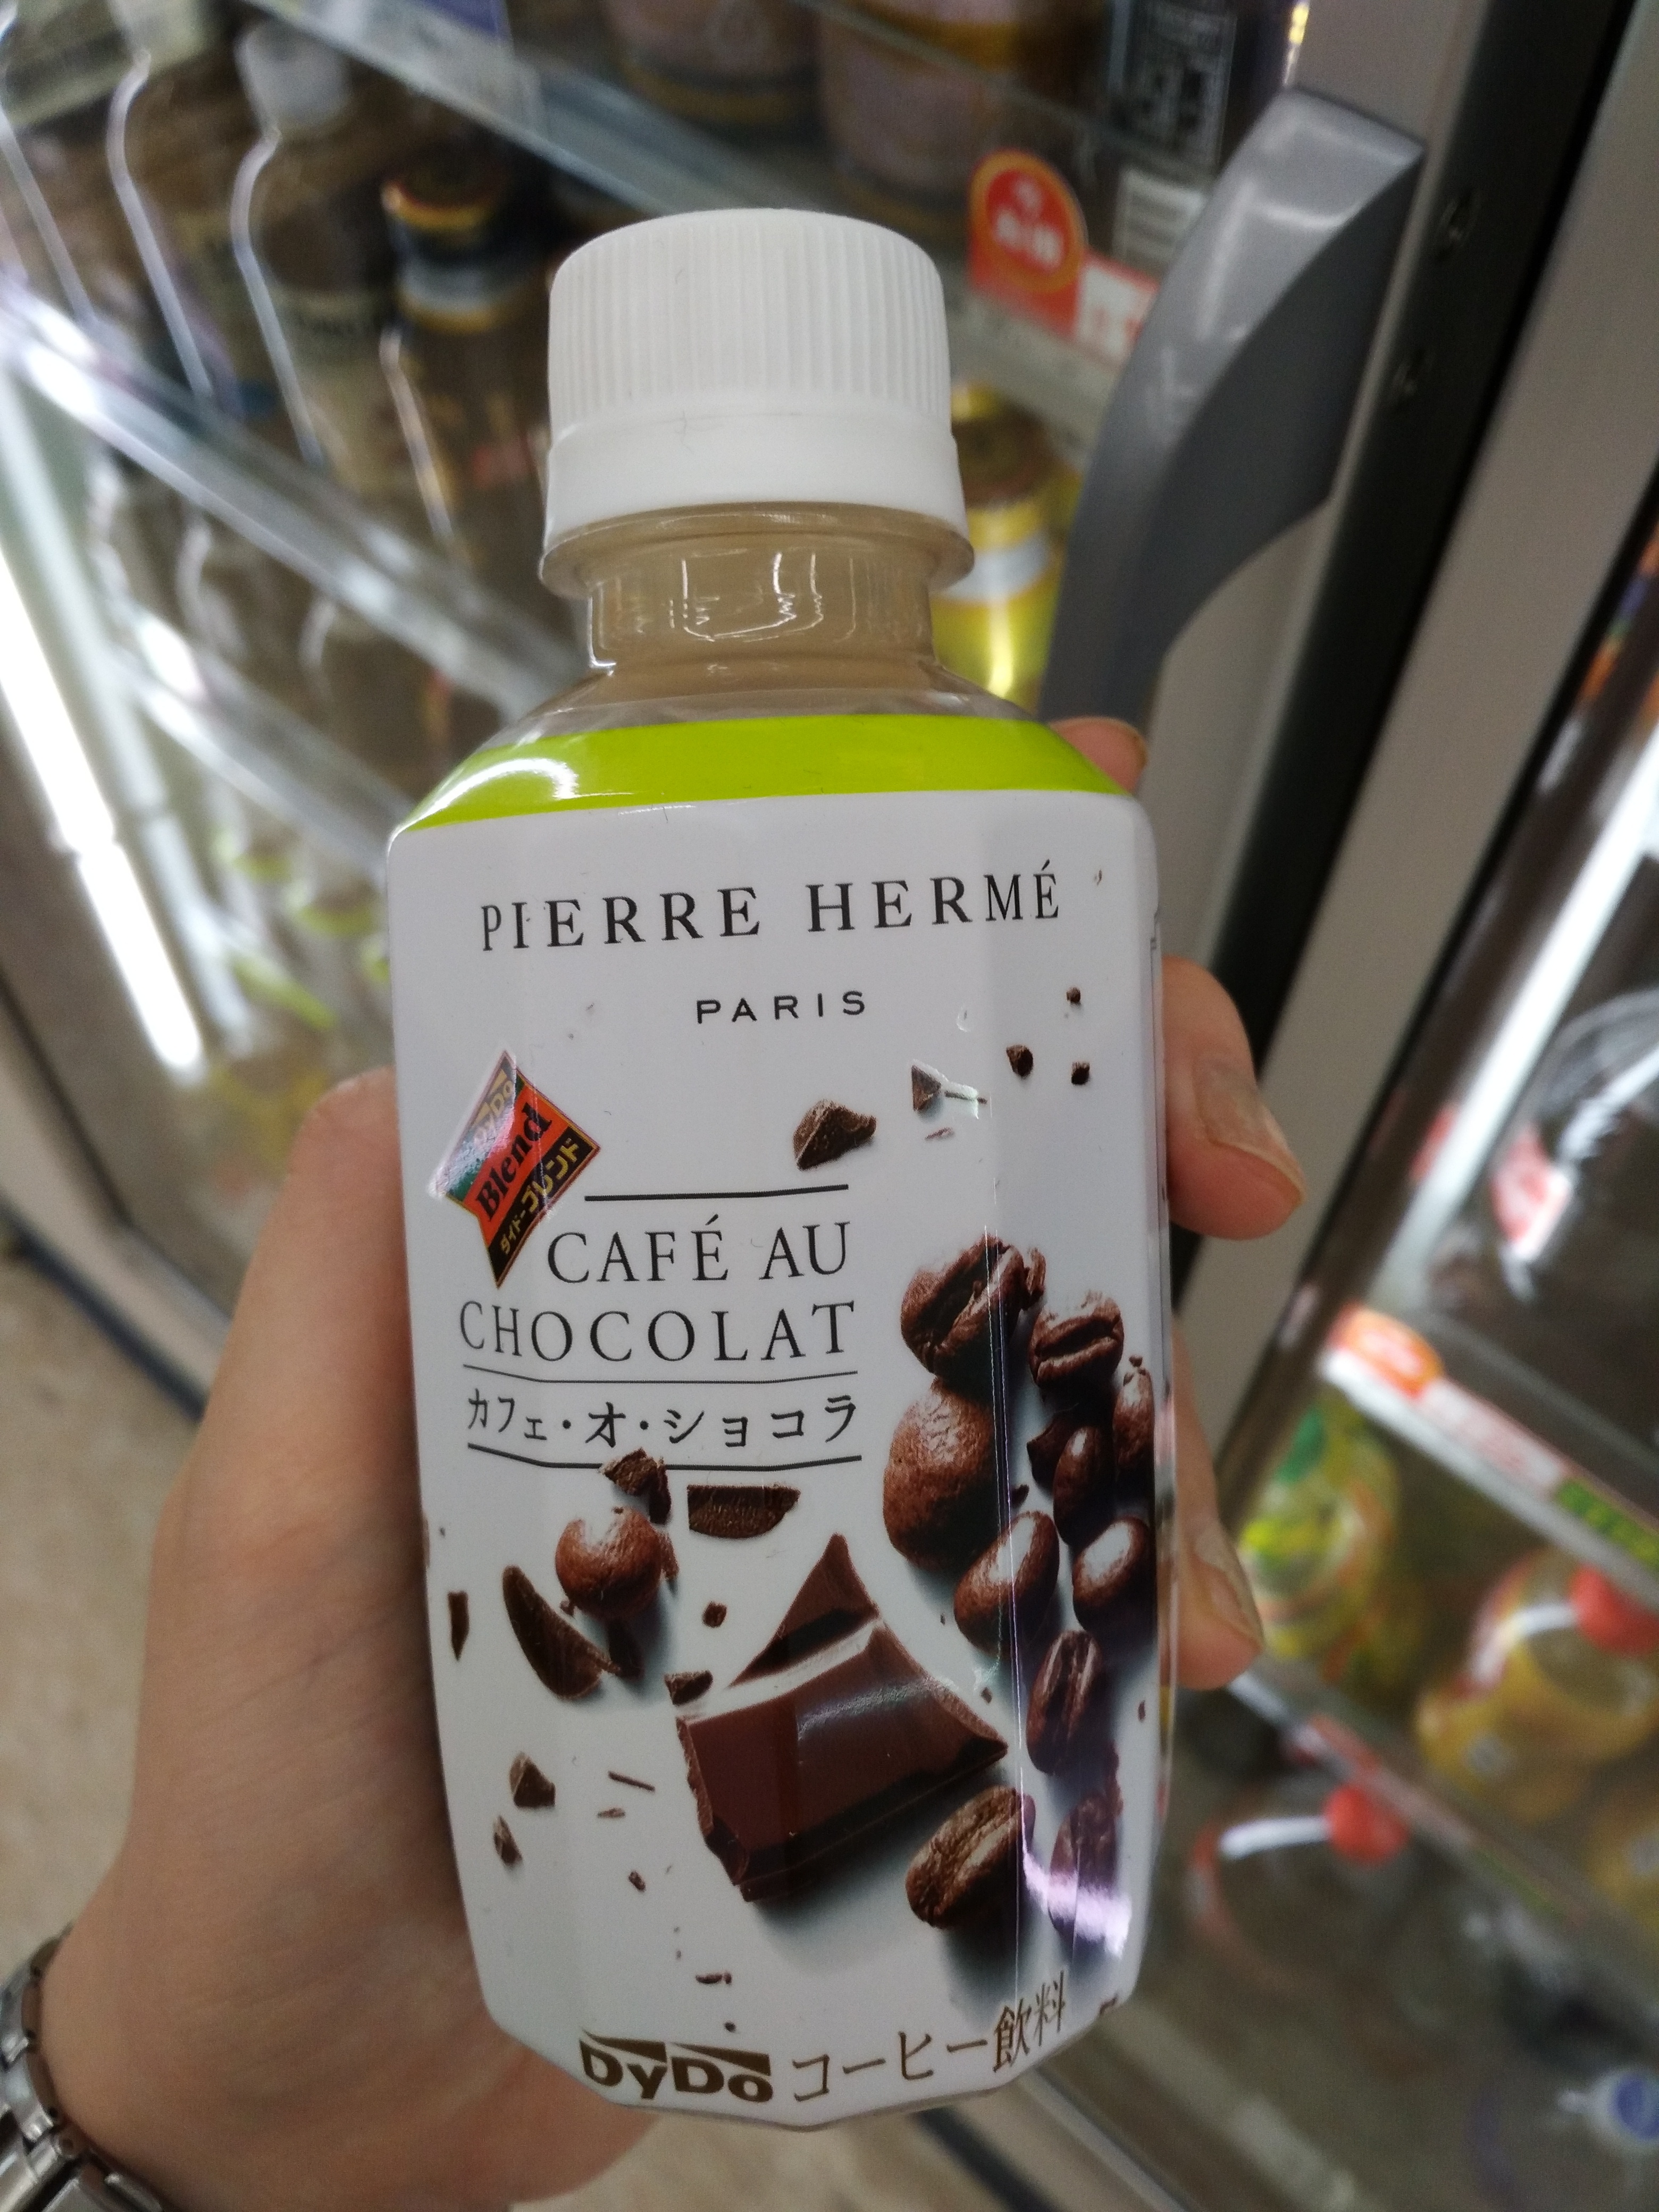 PIERRE HERMÉ
PARIS
DyDo
Blend
ダイドーブレンド
CAFÉ AU
CHOCOLAT
カフェ・オ・ショコラ
DyDo コーヒー飲料